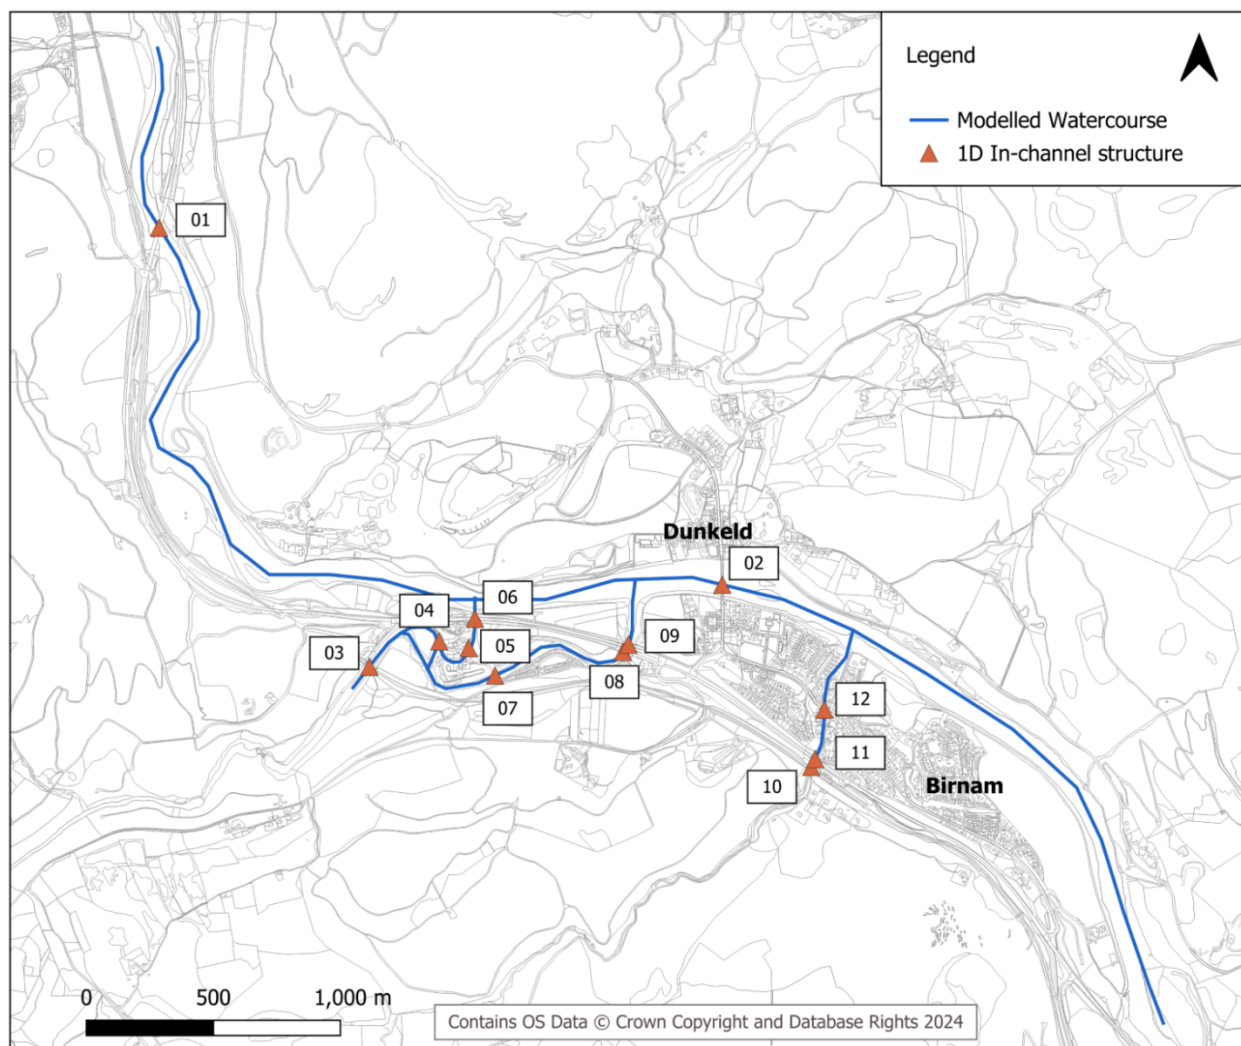 Legend
Modelled Watercourse
1D In-channel structure
01
Dunkeld
02
06
04
09
03
05
08
07
12
11
10
Birnam
0 500 1,000 m
Contains OS Data © Crown Copyright and Database Rights 2024